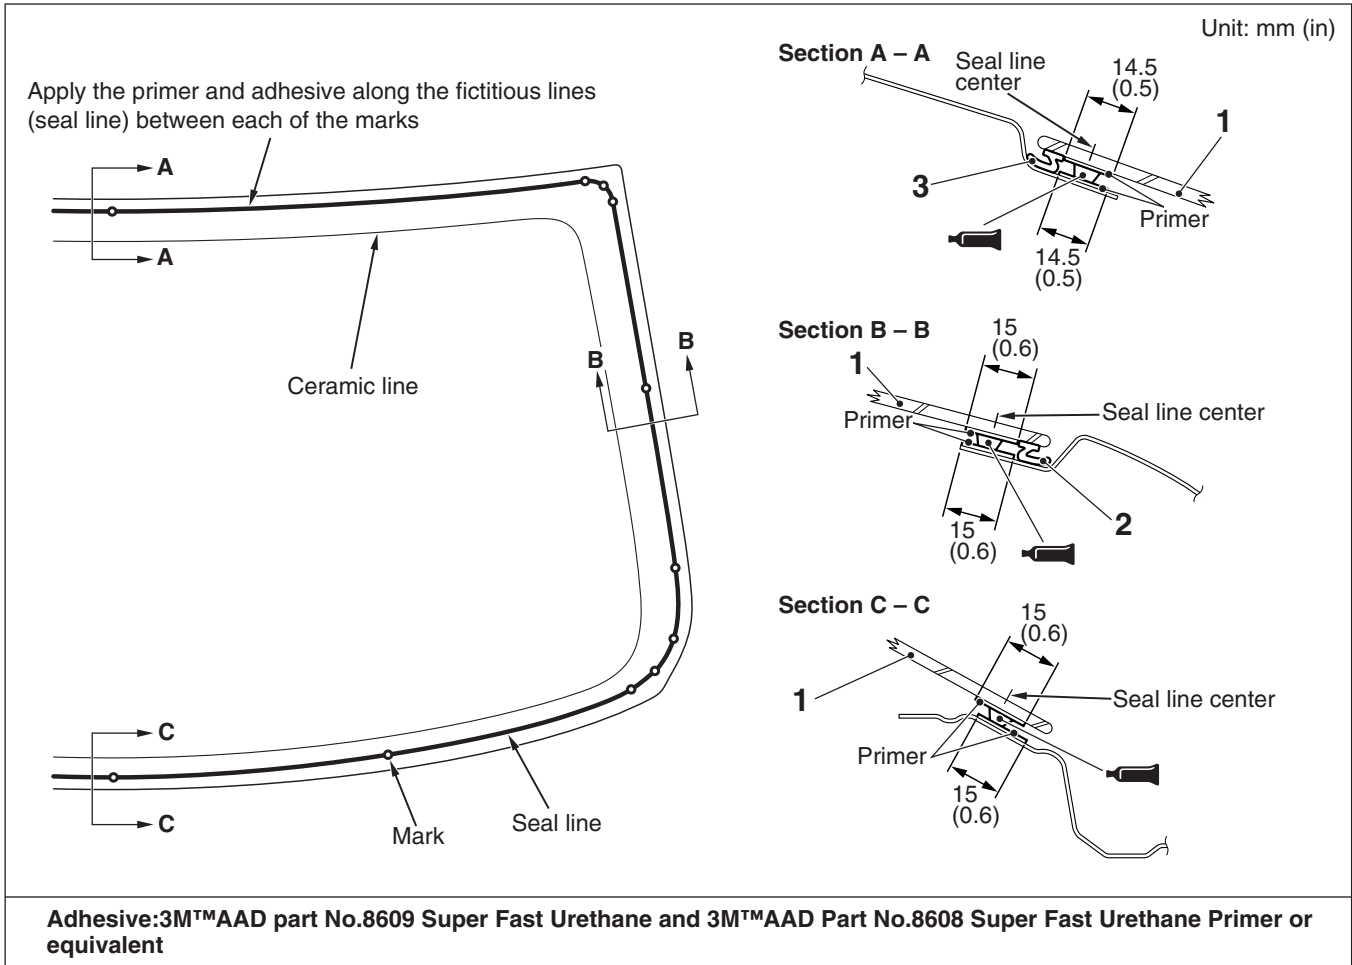 Unit: mm (in)
Apply the primer and adhesive along the fictitious lines
(seal line) between each of the marks
A
A
Ceramic line
B
B
C
C
Mark
Seal line
Section A – A
Seal line
center
14.5
(0.5)
1
3
Primer
14.5
(0.5)
Section B – B
15
(0.6)
1
Primer
Seal line center
2
15
(0.6)
Section C – C
15
(0.6)
1
Seal line center
Primer
15
(0.6)
Adhesive:3M™AAD part No.8609 Super Fast Urethane and 3M™AAD Part No.8608 Super Fast Urethane Primer or
equivalent